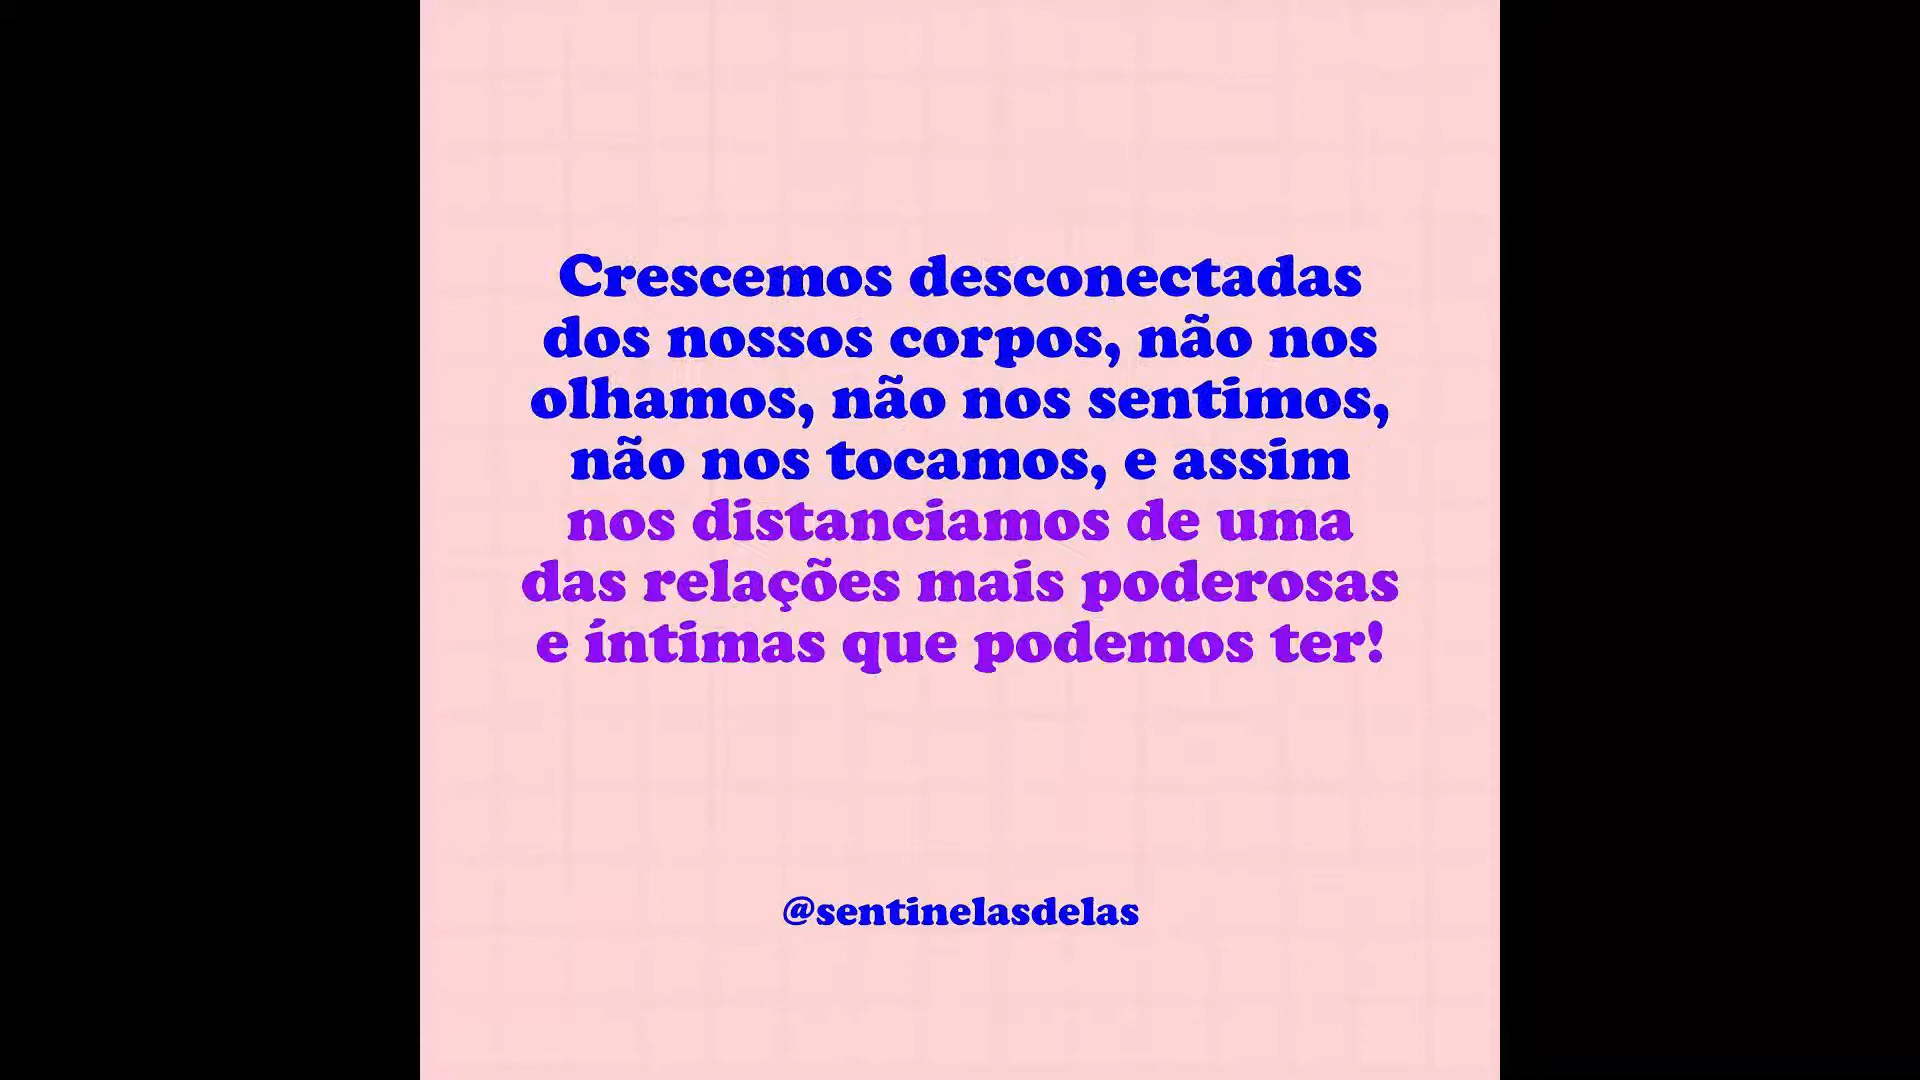 Crescemos desconectadas
dos nossos corpos, não nos
olhamos, não nos sentimos,
não nos tocamos, e assim
nos distanciamos de uma
das relações mais poderosas
e íntimas que podemos ter!
@sentinelasdelas